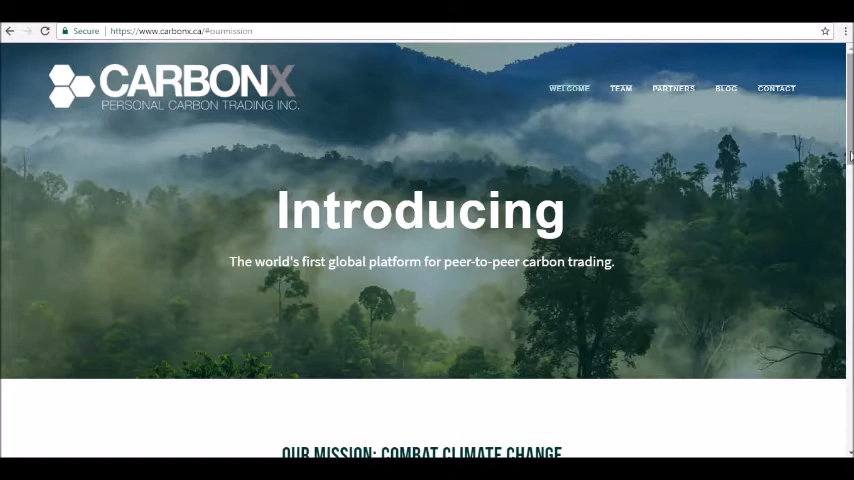 Secure https://www.carbonx.ca/#ourmission
CARBONX
PERSONAL CARBON TRADING INC.
WELCOME TEAM PARTNERS BLOG CONTACT
Introducing
The world's first global platform for peer-to-peer carbon trading.
OUR MISSION: COMBAT CLIMATE CHANGE